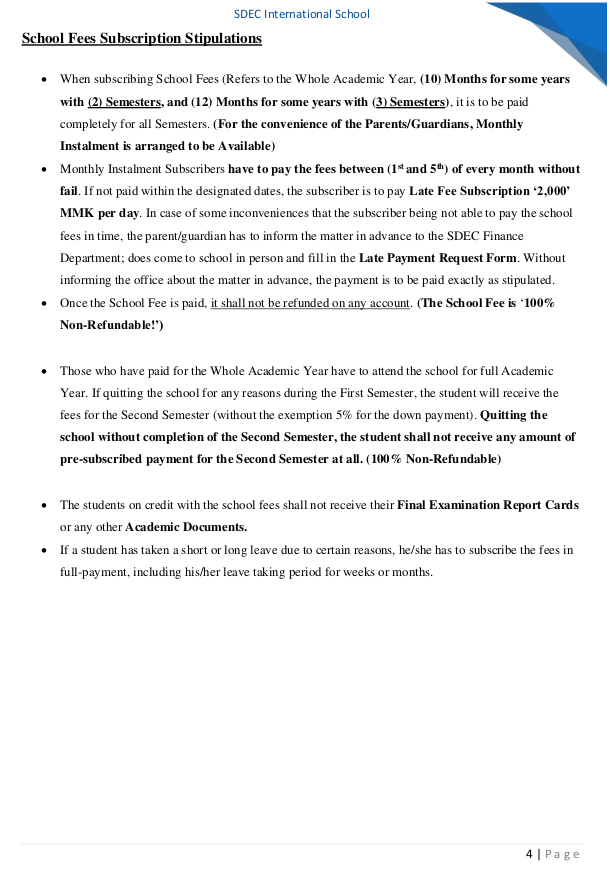 SDEC International School
School Fees Subscription Stipulations
• When subscribing School Fees (Refers to the Whole Academic Year, (10) Months for some years
with (2) Semesters, and (12) Months for some years with (3) Semesters), it is to be paid
completely for all Semesters. (For the convenience of the Parents/Guardians, Monthly
Instalment is arranged to be Available)
• Monthly Instalment Subscribers have to pay the fees between (1st and 5th) of every month without
fail. If not paid within the designated dates, the subscriber is to pay Late Fee Subscription ‘2,000’
MMK per day. In case of some inconveniences that the subscriber being not able to pay the school
fees in time, the parent/guardian has to inform the matter in advance to the SDEC Finance
Department; does come to school in person and fill in the Late Payment Request Form. Without
informing the office about the matter in advance, the payment is to be paid exactly as stipulated.
• Once the School Fee is paid, it shall not be refunded on any account. (The School Fee is ‘100%
Non-Refundable!’)
• Those who have paid for the Whole Academic Year have to attend the school for full Academic
Year. If quitting the school for any reasons during the First Semester, the student will receive the
fees for the Second Semester (without the exemption 5% for the down payment). Quitting the
school without completion of the Second Semester, the student shall not receive any amount of
pre-subscribed payment for the Second Semester at all. (100% Non-Refundable)
• The students on credit with the school fees shall not receive their Final Examination Report Cards
or any other Academic Documents.
• If a student has taken a short or long leave due to certain reasons, he/she has to subscribe the fees in
full-payment, including his/her leave taking period for weeks or months.
4 | Page